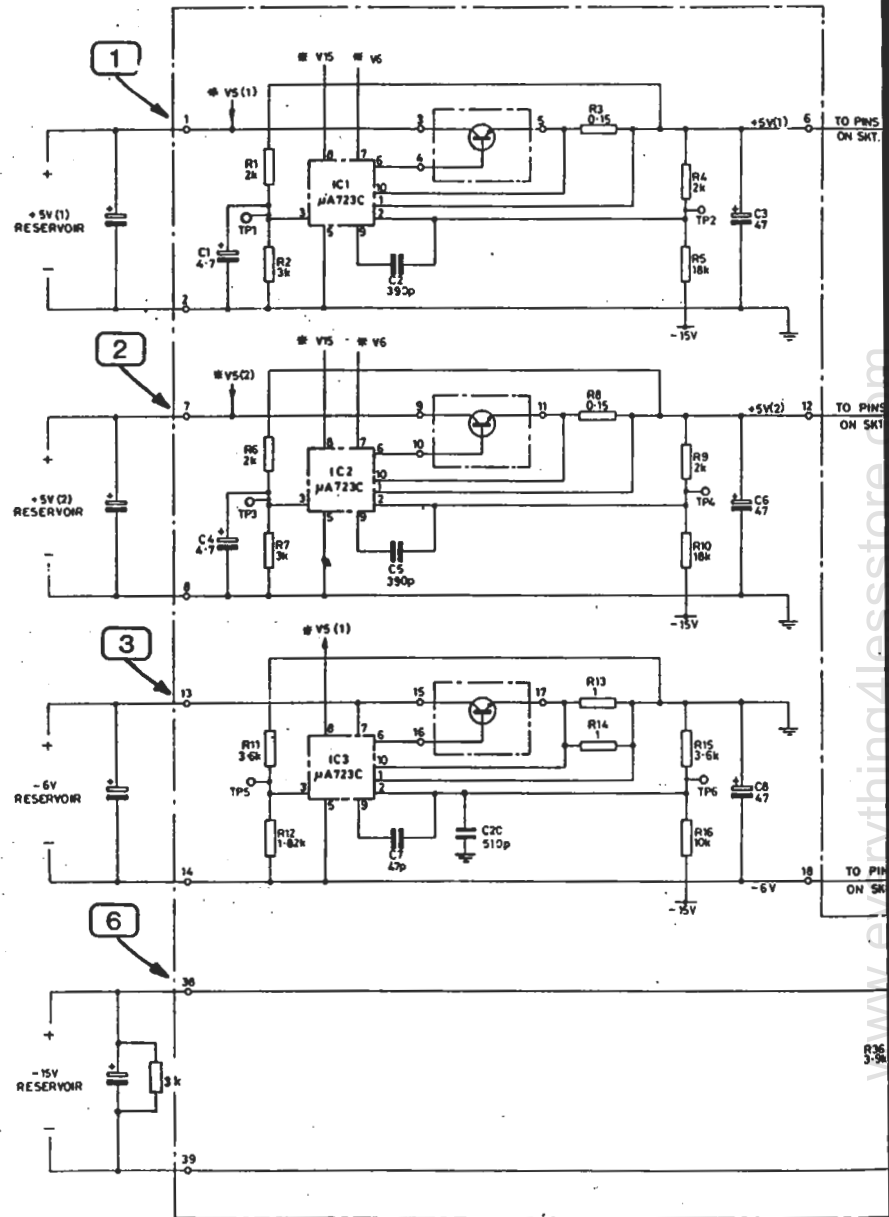 1
* V15
* V6
* VS(1)
1
3
5
R3
0·15
+5V(1)
6
TO PINS
ON SKT.
4
R1
2k
8
7
6
IC1
µA723C
10
1
2
3
5
9
R4
2k
+
+5V(1)
RESERVOIR
−
+
TP1
TP2
+
C3
47
C1
4·7
+
R2
3k
C2
390p
R5
18k
2
-15V
2
* V15
* V6
* VS(2)
7
9
11
R8
0·15
+5V(2)
12
TO PINS
ON SKT
10
R6
2k
8
7
6
IC2
µA723C
10
1
2
3
5
9
R9
2k
+
+5V(2)
RESERVOIR
−
+
TP3
TP4
+
C6
47
C4
4·7
+
R7
3k
C5
390p
R10
18k
8
-15V
* VS(1)
3
13
15
17
R13
1
R14
1
16
R11
3·6k
8
7
6
IC3
µA723C
10
1
2
3
5
9
R15
3·6k
+
-6V
RESERVOIR
−
+
TP5
TP6
+
C8
47
R12
1·82k
C7
47p
C20
510p
R16
10k
14
-15V
-6V
18
TO PIN
ON SK
6
38
+
-15V
RESERVOIR
−
+
3k
R36
39
www.everything4lessstore.com